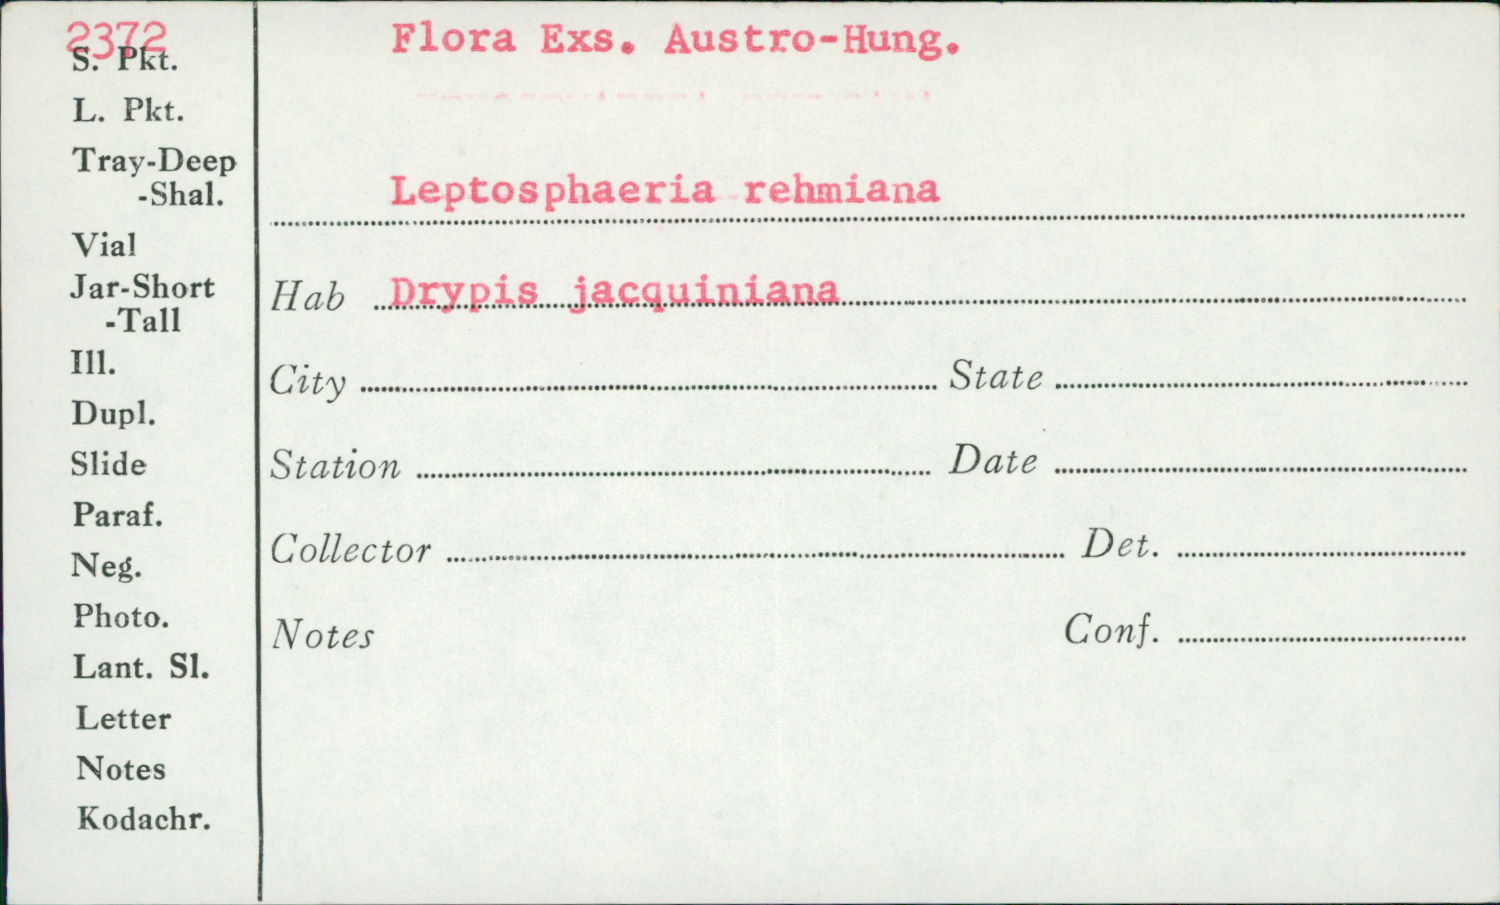 2372
Flora Exs. Austro-Hung.
S. Pkt.
L. Pkt.
Tray-Deep
-Shal.
Leptosphaeria rehmiana
Vial
Jar-Short
-Tall
Hab Drypis jacquiniana
Ill.
City State
Dupl.
Slide
Station Date
Paraf.
Neg.
Collector Det.
Photo.
Notes Conf.
Lant. Sl.
Letter
Notes
Kodachr.